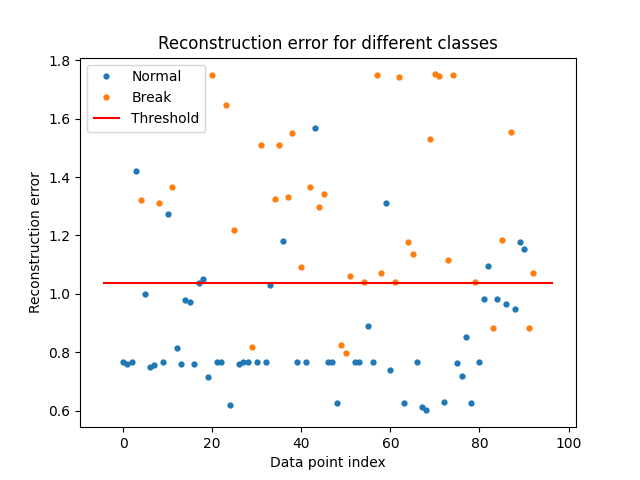 Reconstruction error for different classes
Normal
Break
Threshold
Reconstruction error
1.8
1.6
1.4
1.2
1.0
0.8
0.6
0
20
40
60
80
100
Data point index